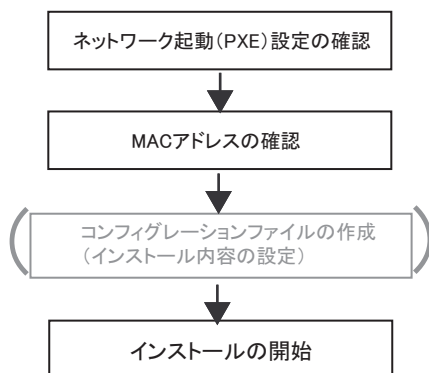 ネットワーク起動(PXE)設定の確認
MACアドレスの確認
コンフィグレーションファイルの作成
(インストール内容の設定)
インストールの開始